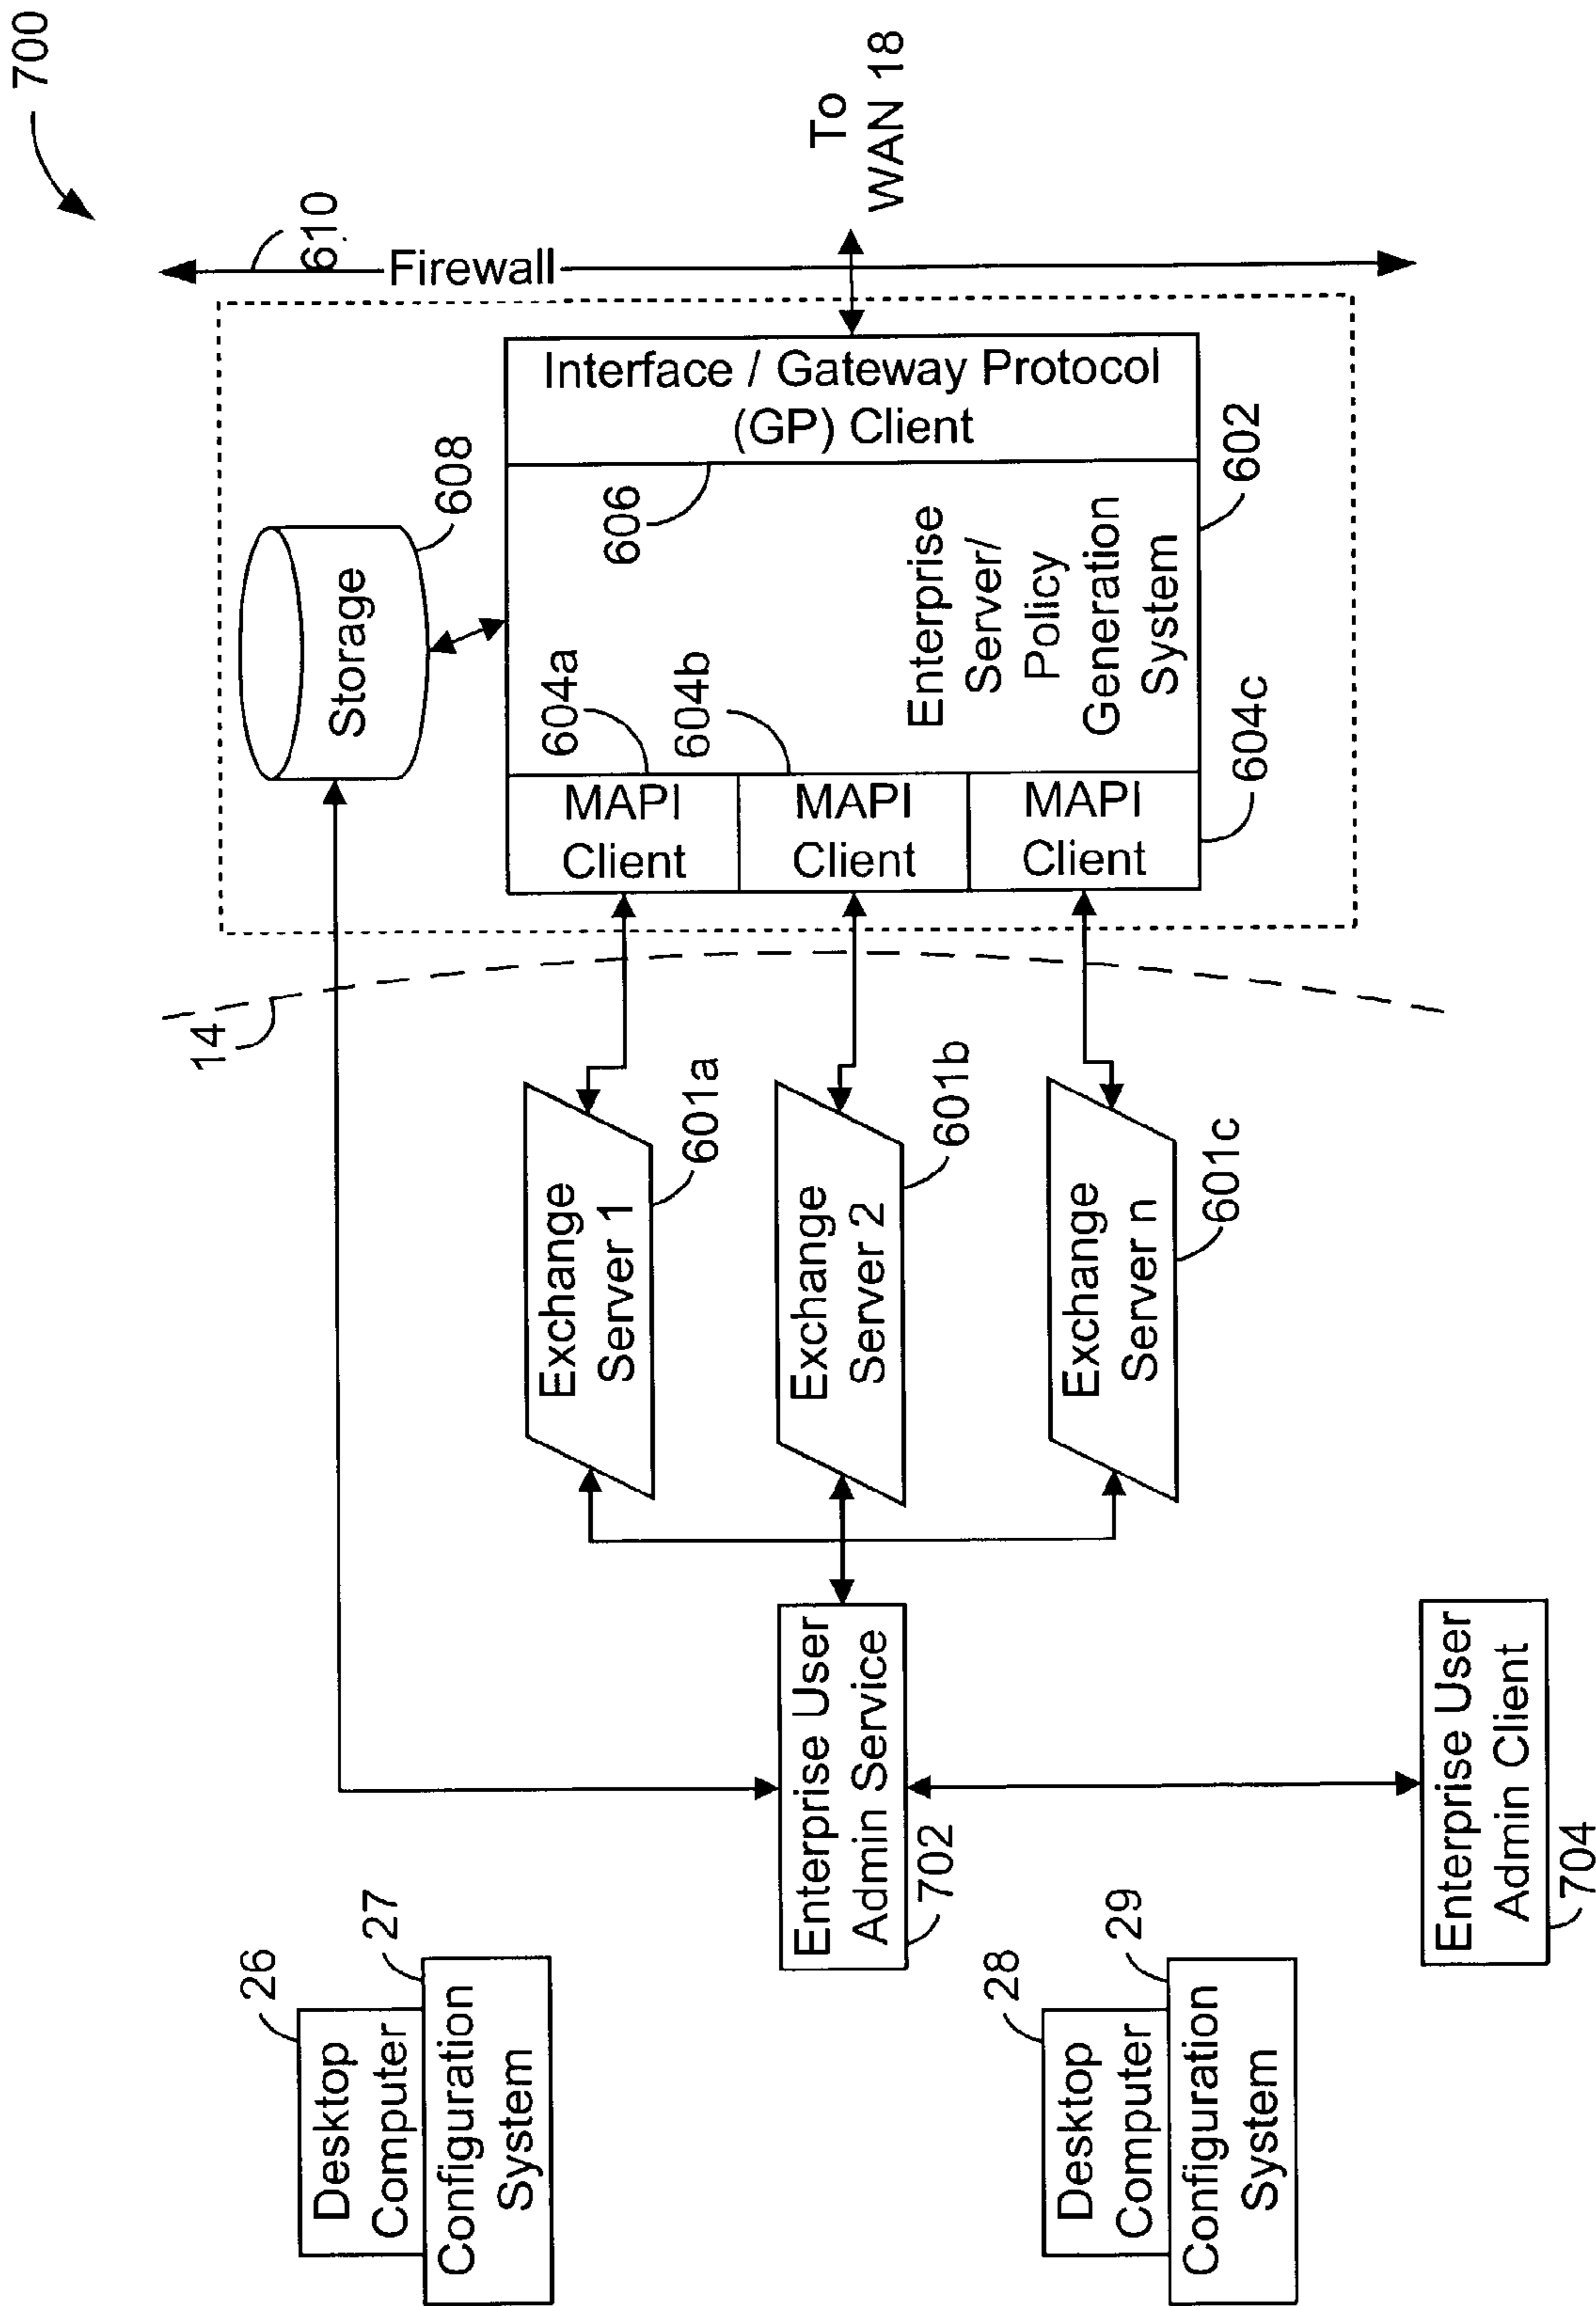 700
610
Firewall
To
WAN 18
Storage
608
Interface / Gateway Protocol
(GP) Client
606
Enterprise
Server/
Policy
Generation
System
602
604a
604b
604c
MAPI
Client
MAPI
Client
MAPI
Client
14
Exchange
Server 1
601a
Exchange
Server 2
601b
Exchange
Server n
601c
Enterprise User
Admin Service
702
Enterprise User
Admin Client
704
26
Desktop
Computer
27
Configuration
System
28
Desktop
Computer
29
Configuration
System